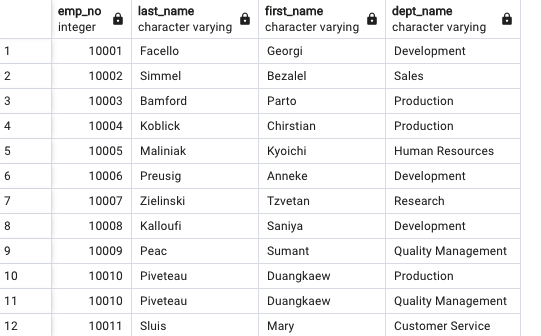 emp_no last_name first_name dept_name
integer character varying character varying character varying
1 10001 Facello Georgi Development
2 10002 Simmel Bezalel Sales
3 10003 Bamford Parto Production
4 10004 Koblick Chirstian Production
5 10005 Maliniak Kyoichi Human Resources
6 10006 Preusig Anneke Development
7 10007 Zielinski Tzvetan Research
8 10008 Kalloufi Saniya Development
9 10009 Peac Sumant Quality Management
10 10010 Piveteau Duangkaew Production
11 10010 Piveteau Duangkaew Quality Management
12 10011 Sluis Mary Customer Service